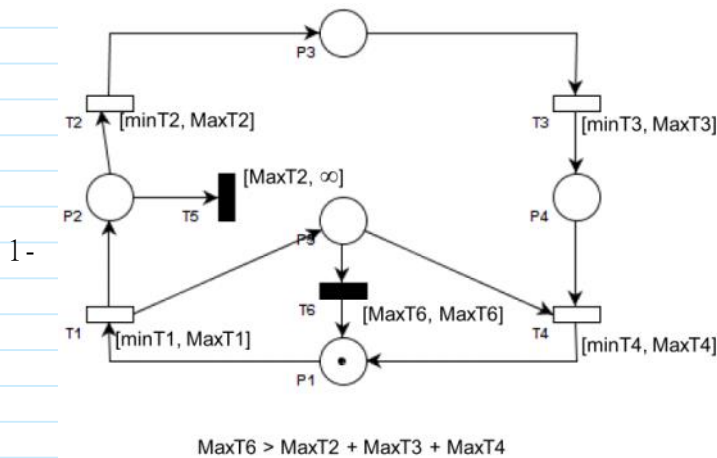 P3
T2
[minT2, MaxT2]
T3
[minT3, MaxT3]
[MaxT2, ∞]
P2
T5
P5
P4
1-
T1
[minT1, MaxT1]
T6
[MaxT6, MaxT6]
T4
[minT4, MaxT4]
P1
MaxT6 > MaxT2 + MaxT3 + MaxT4